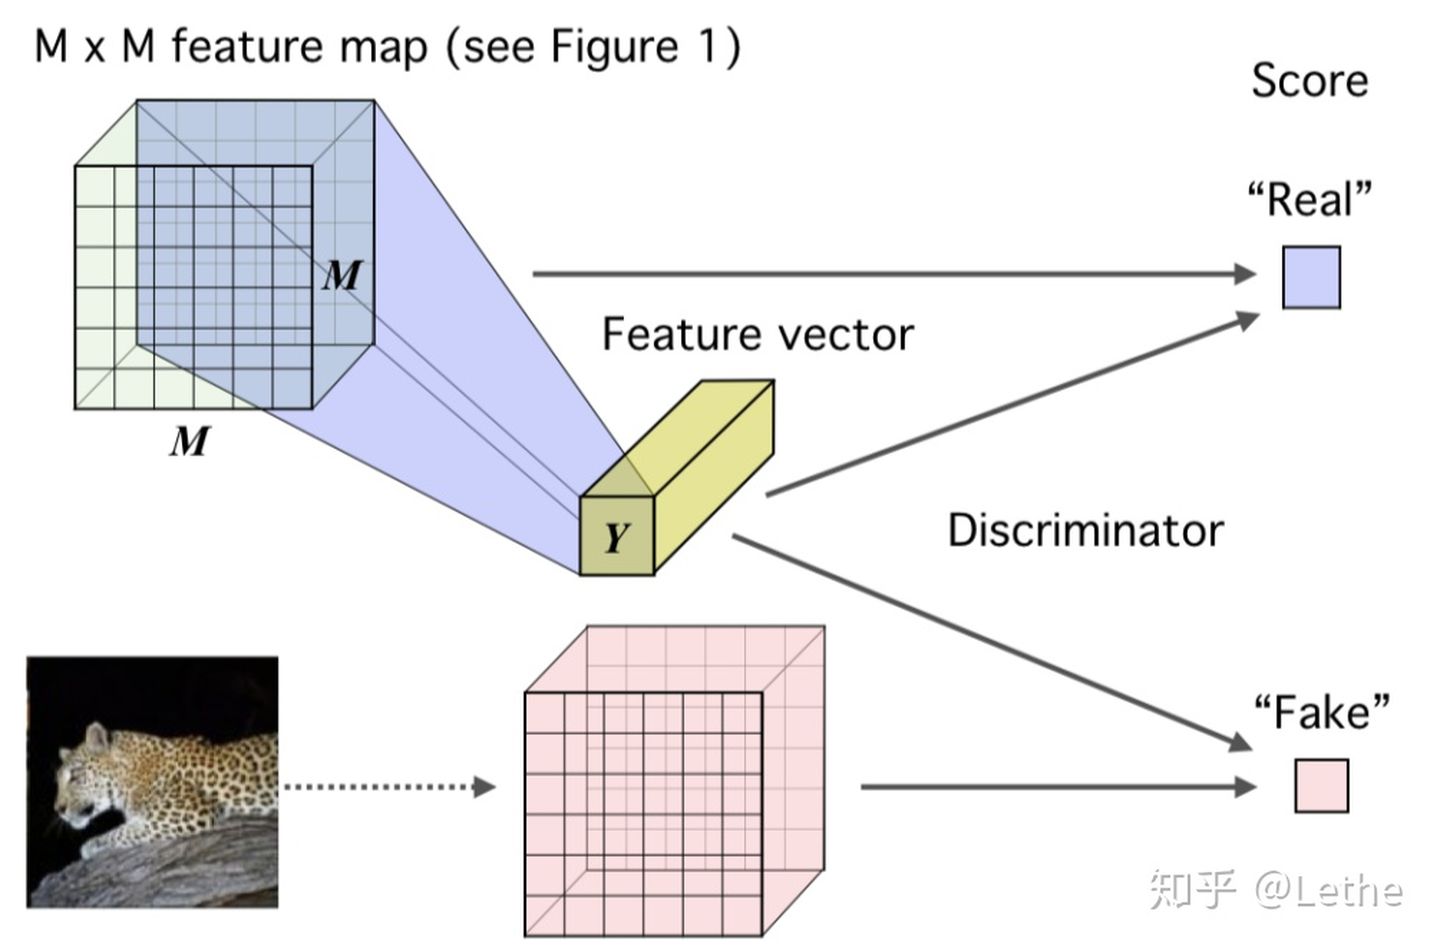 M x M feature map (see Figure 1)
Score
“Real”
M
Feature vector
M
Y
Discriminator
“Fake”
知乎 @Lethe